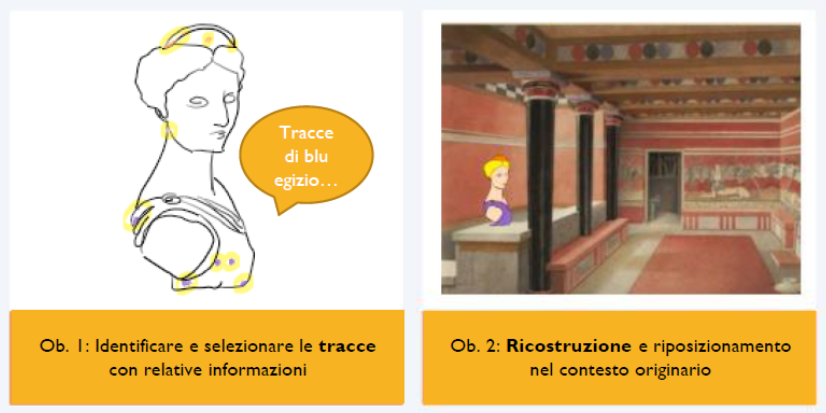 Tracce
di blu
egizio...
Ob. 1: Identificare e selezionare le tracce
con relative informazioni
Ob. 2: Ricostruzione e riposizionamento
nel contesto originario